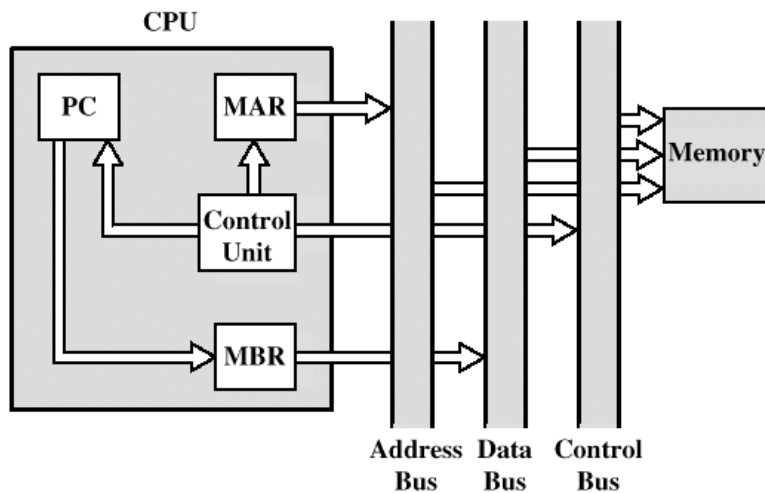 CPU
PC
MAR
Memory
Control
Unit
MBR
Address
Bus
Data
Bus
Control
Bus